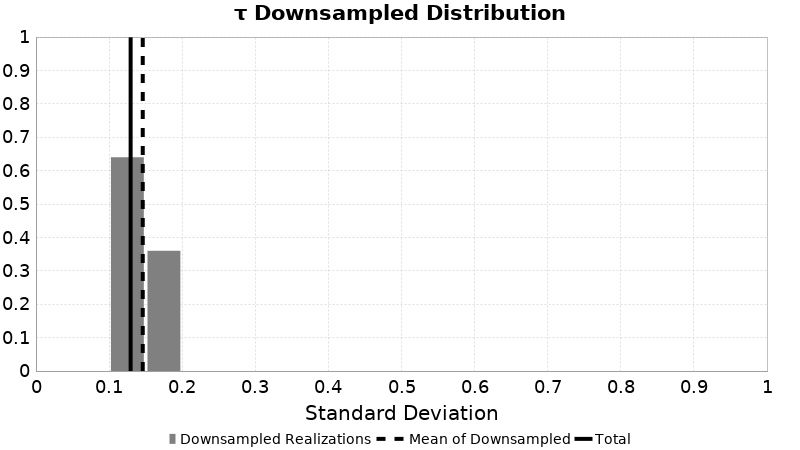 τ Downsampled Distribution
1
0.9
0.8
0.7
0.6
0.5
0.4
0.3
0.2
0.1
0
0 0.1 0.2 0.3 0.4 0.5 0.6 0.7 0.8 0.9 1
Standard Deviation
Downsampled Realizations Mean of Downsampled Total